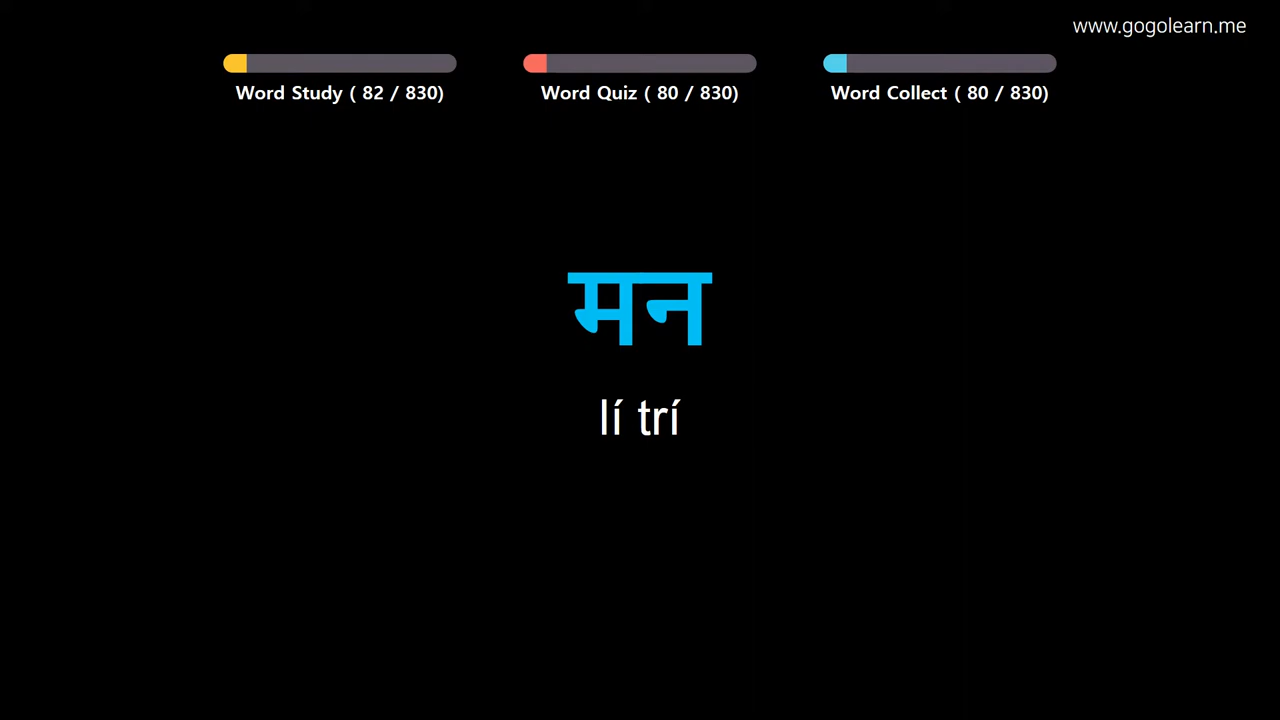 www.gogolearn.me
Word Study ( 82 / 830)
Word Quiz ( 80 / 830)
Word Collect ( 80 / 830)
मन
lí trí